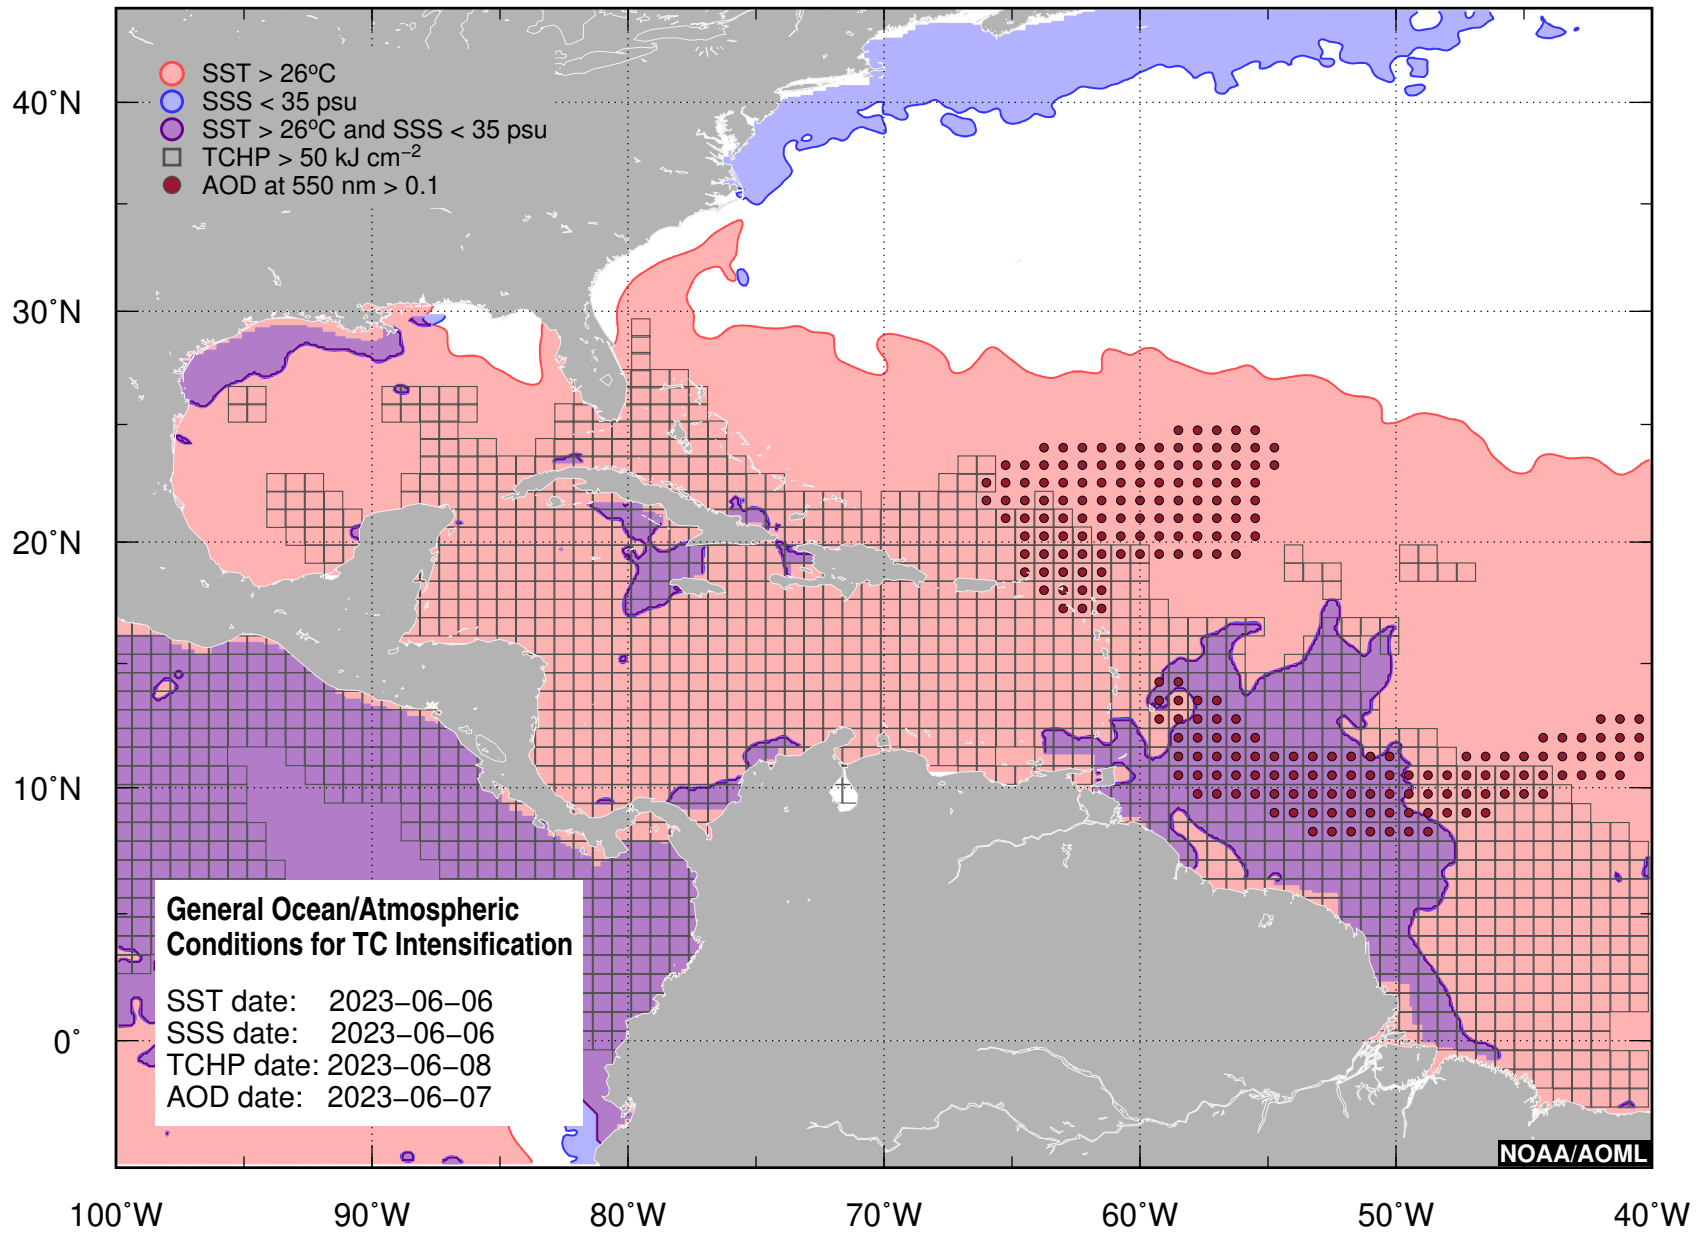 SST > 26°C
SSS < 35 psu
SST > 26°C and SSS < 35 psu
TCHP > 50 kJ cm⁻²
AOD at 550 nm > 0.1
40°N
30°N
20°N
10°N
0°
General Ocean/Atmospheric
Conditions for TC Intensification
SST date: 2023−06−06
SSS date: 2023−06−06
TCHP date: 2023−06−08
AOD date: 2023−06−07
NOAA/AOML
100°W 90°W 80°W 70°W 60°W 50°W 40°W